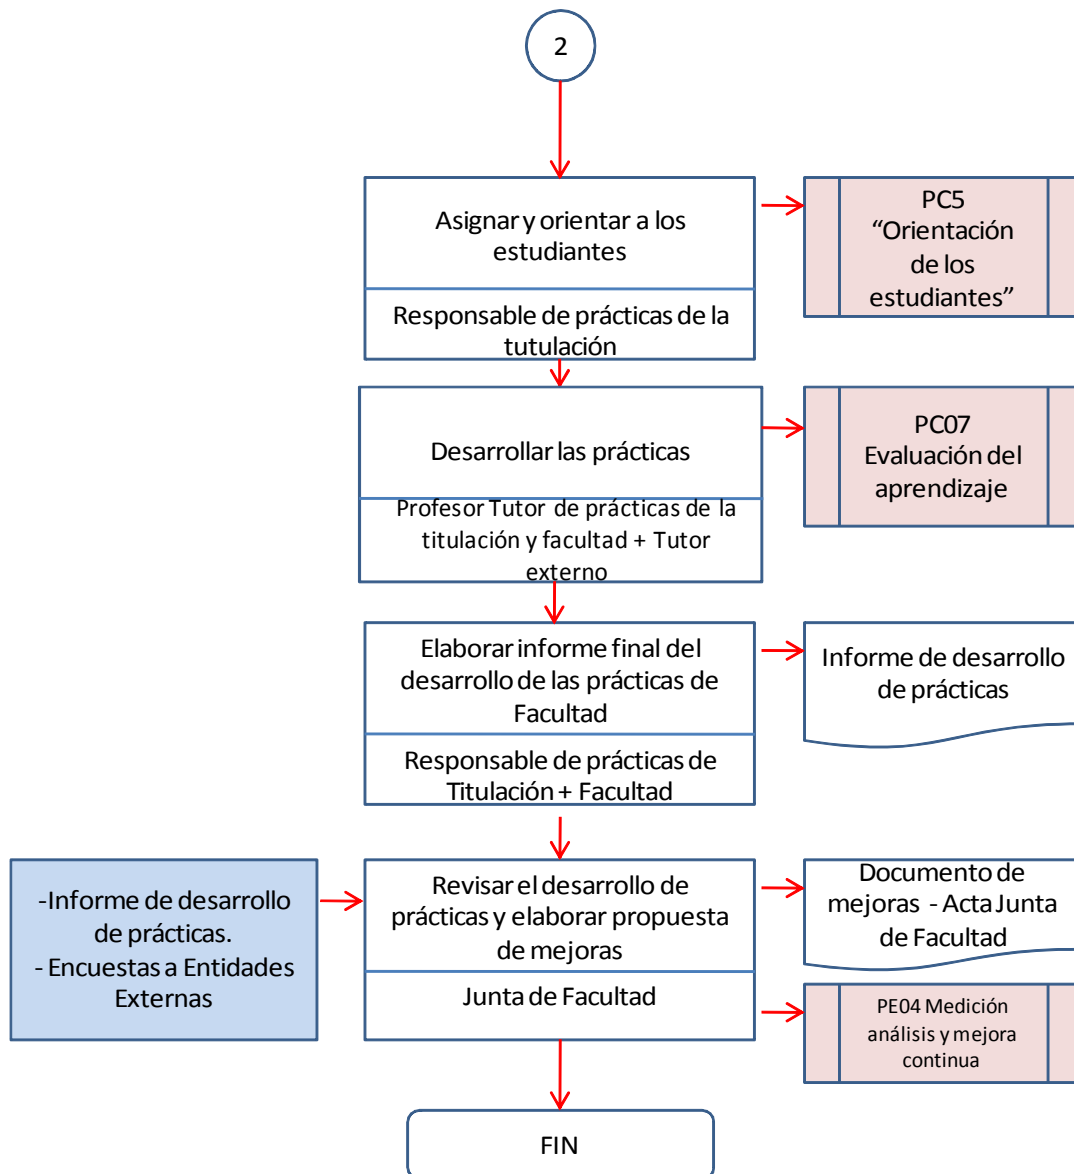 2
Asignar y orientar a los
estudiantes
Responsable de prácticas de la
tutulación
PC5
“Orientación
de los
estudiantes”
Desarrollar las prácticas
Profesor Tutor de prácticas de la
titulación y facultad + Tutor
externo
PC07
Evaluación del
aprendizaje
Elaborar informe final del
desarrollo de las prácticas de
Facultad
Responsable de prácticas de
Titulación + Facultad
Informe de desarrollo
de prácticas
-Informe de desarrollo
de prácticas.
- Encuestas a Entidades
Externas
Revisar el desarrollo de
prácticas y elaborar propuesta
de mejoras
Junta de Facultad
Documento de
mejoras - Acta Junta
de Facultad
PE04 Medición
análisis y mejora
continua
FIN